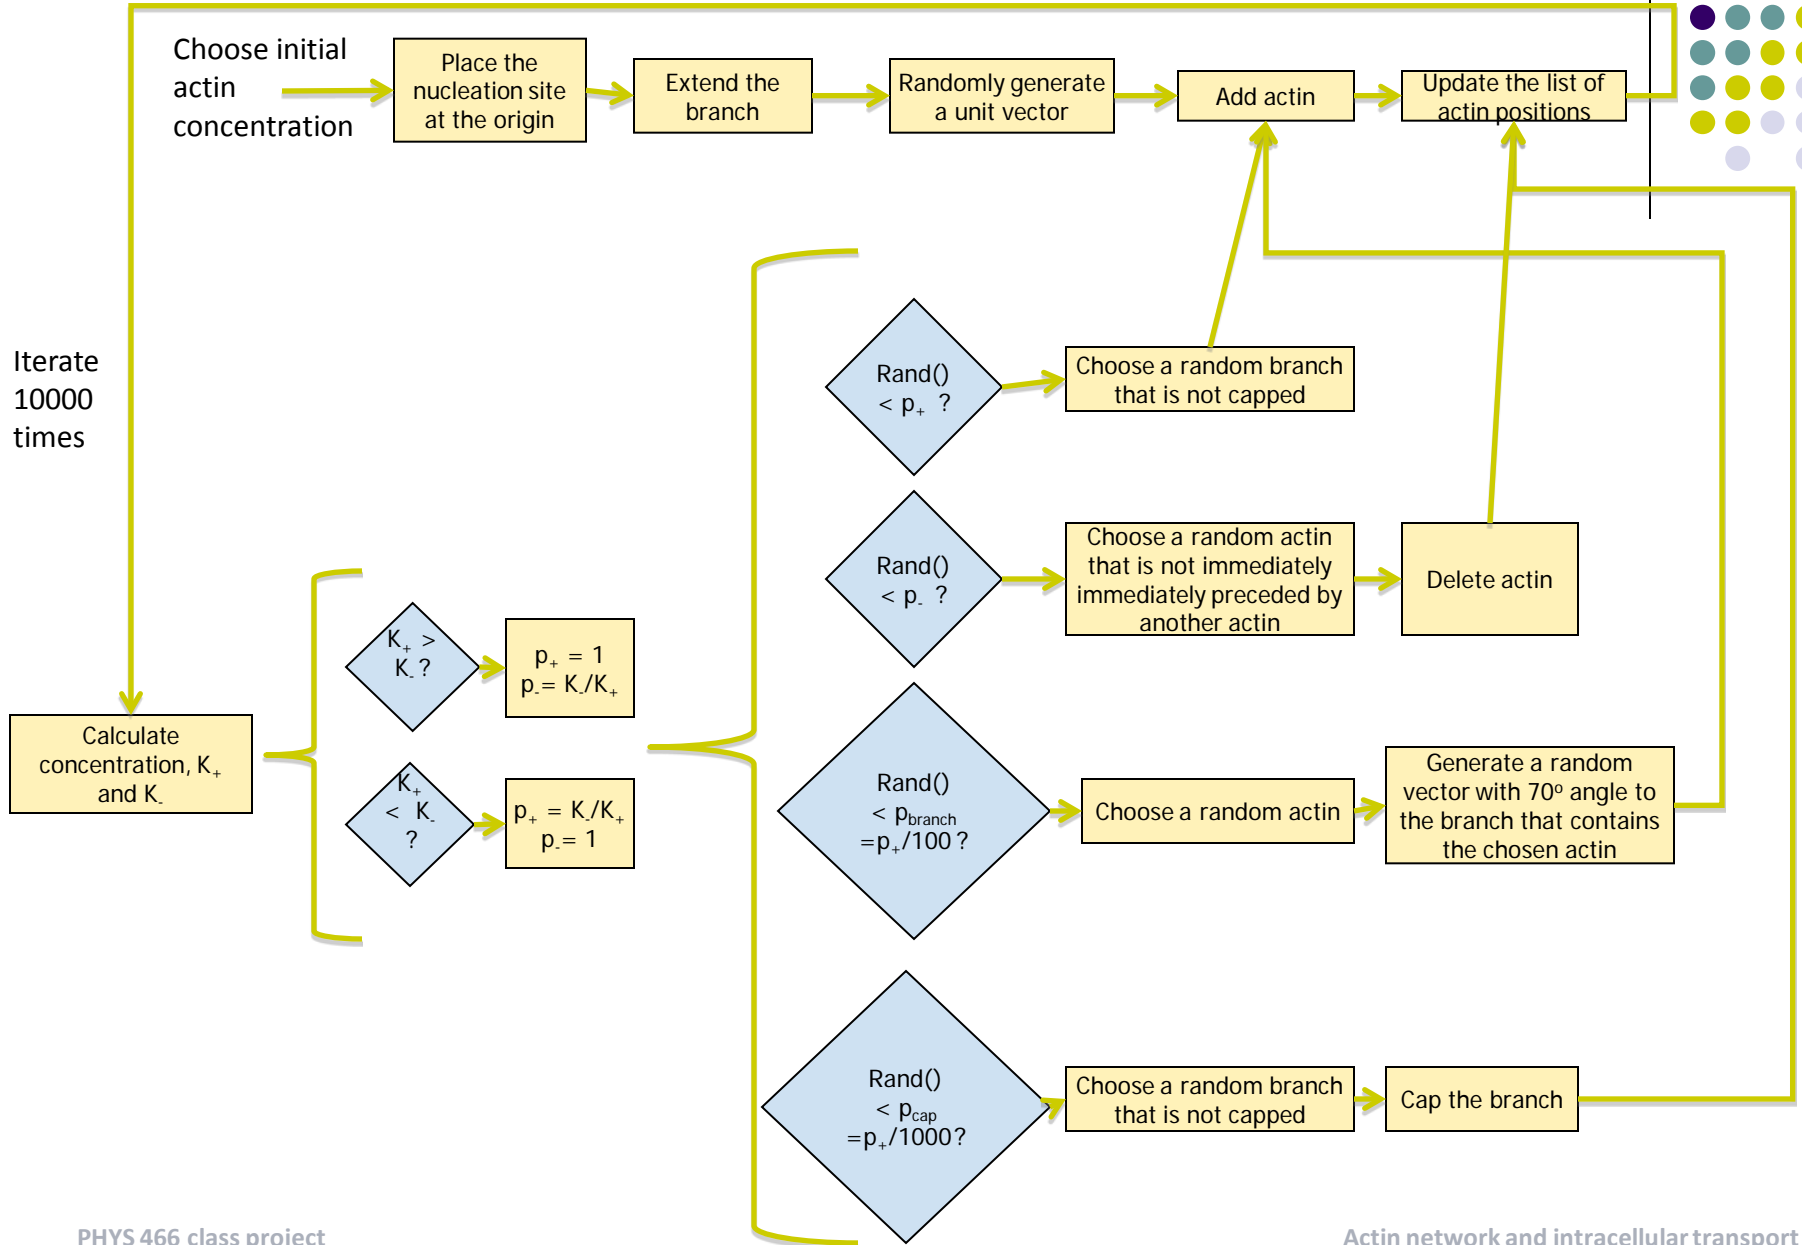 Choose initial
actin
concentration
Place the
nucleation site
at the origin
Extend the
branch
Randomly generate
a unit vector
Add actin
Update the list of
actin positions
Iterate
10000
times
Rand()
< p₊ ?
Choose a random branch
that is not capped
Rand()
< p₋ ?
Choose a random actin
that is not immediately
immediately preceded by
another actin
Delete actin
K₊ >
K₋ ?
p₊ = 1
p₋= K₋/K₊
Calculate
concentration, K₊
and K₋
K₊
< K₋
?
p₊ = K₋/K₊
p₋= 1
Rand()
< p_branch
=p₊/100 ?
Choose a random actin
Generate a random
vector with 70º angle to
the branch that contains
the chosen actin
Rand()
< p_cap
=p₊/1000?
Choose a random branch
that is not capped
Cap the branch
PHYS 466 class project
Actin network and intracellular transport